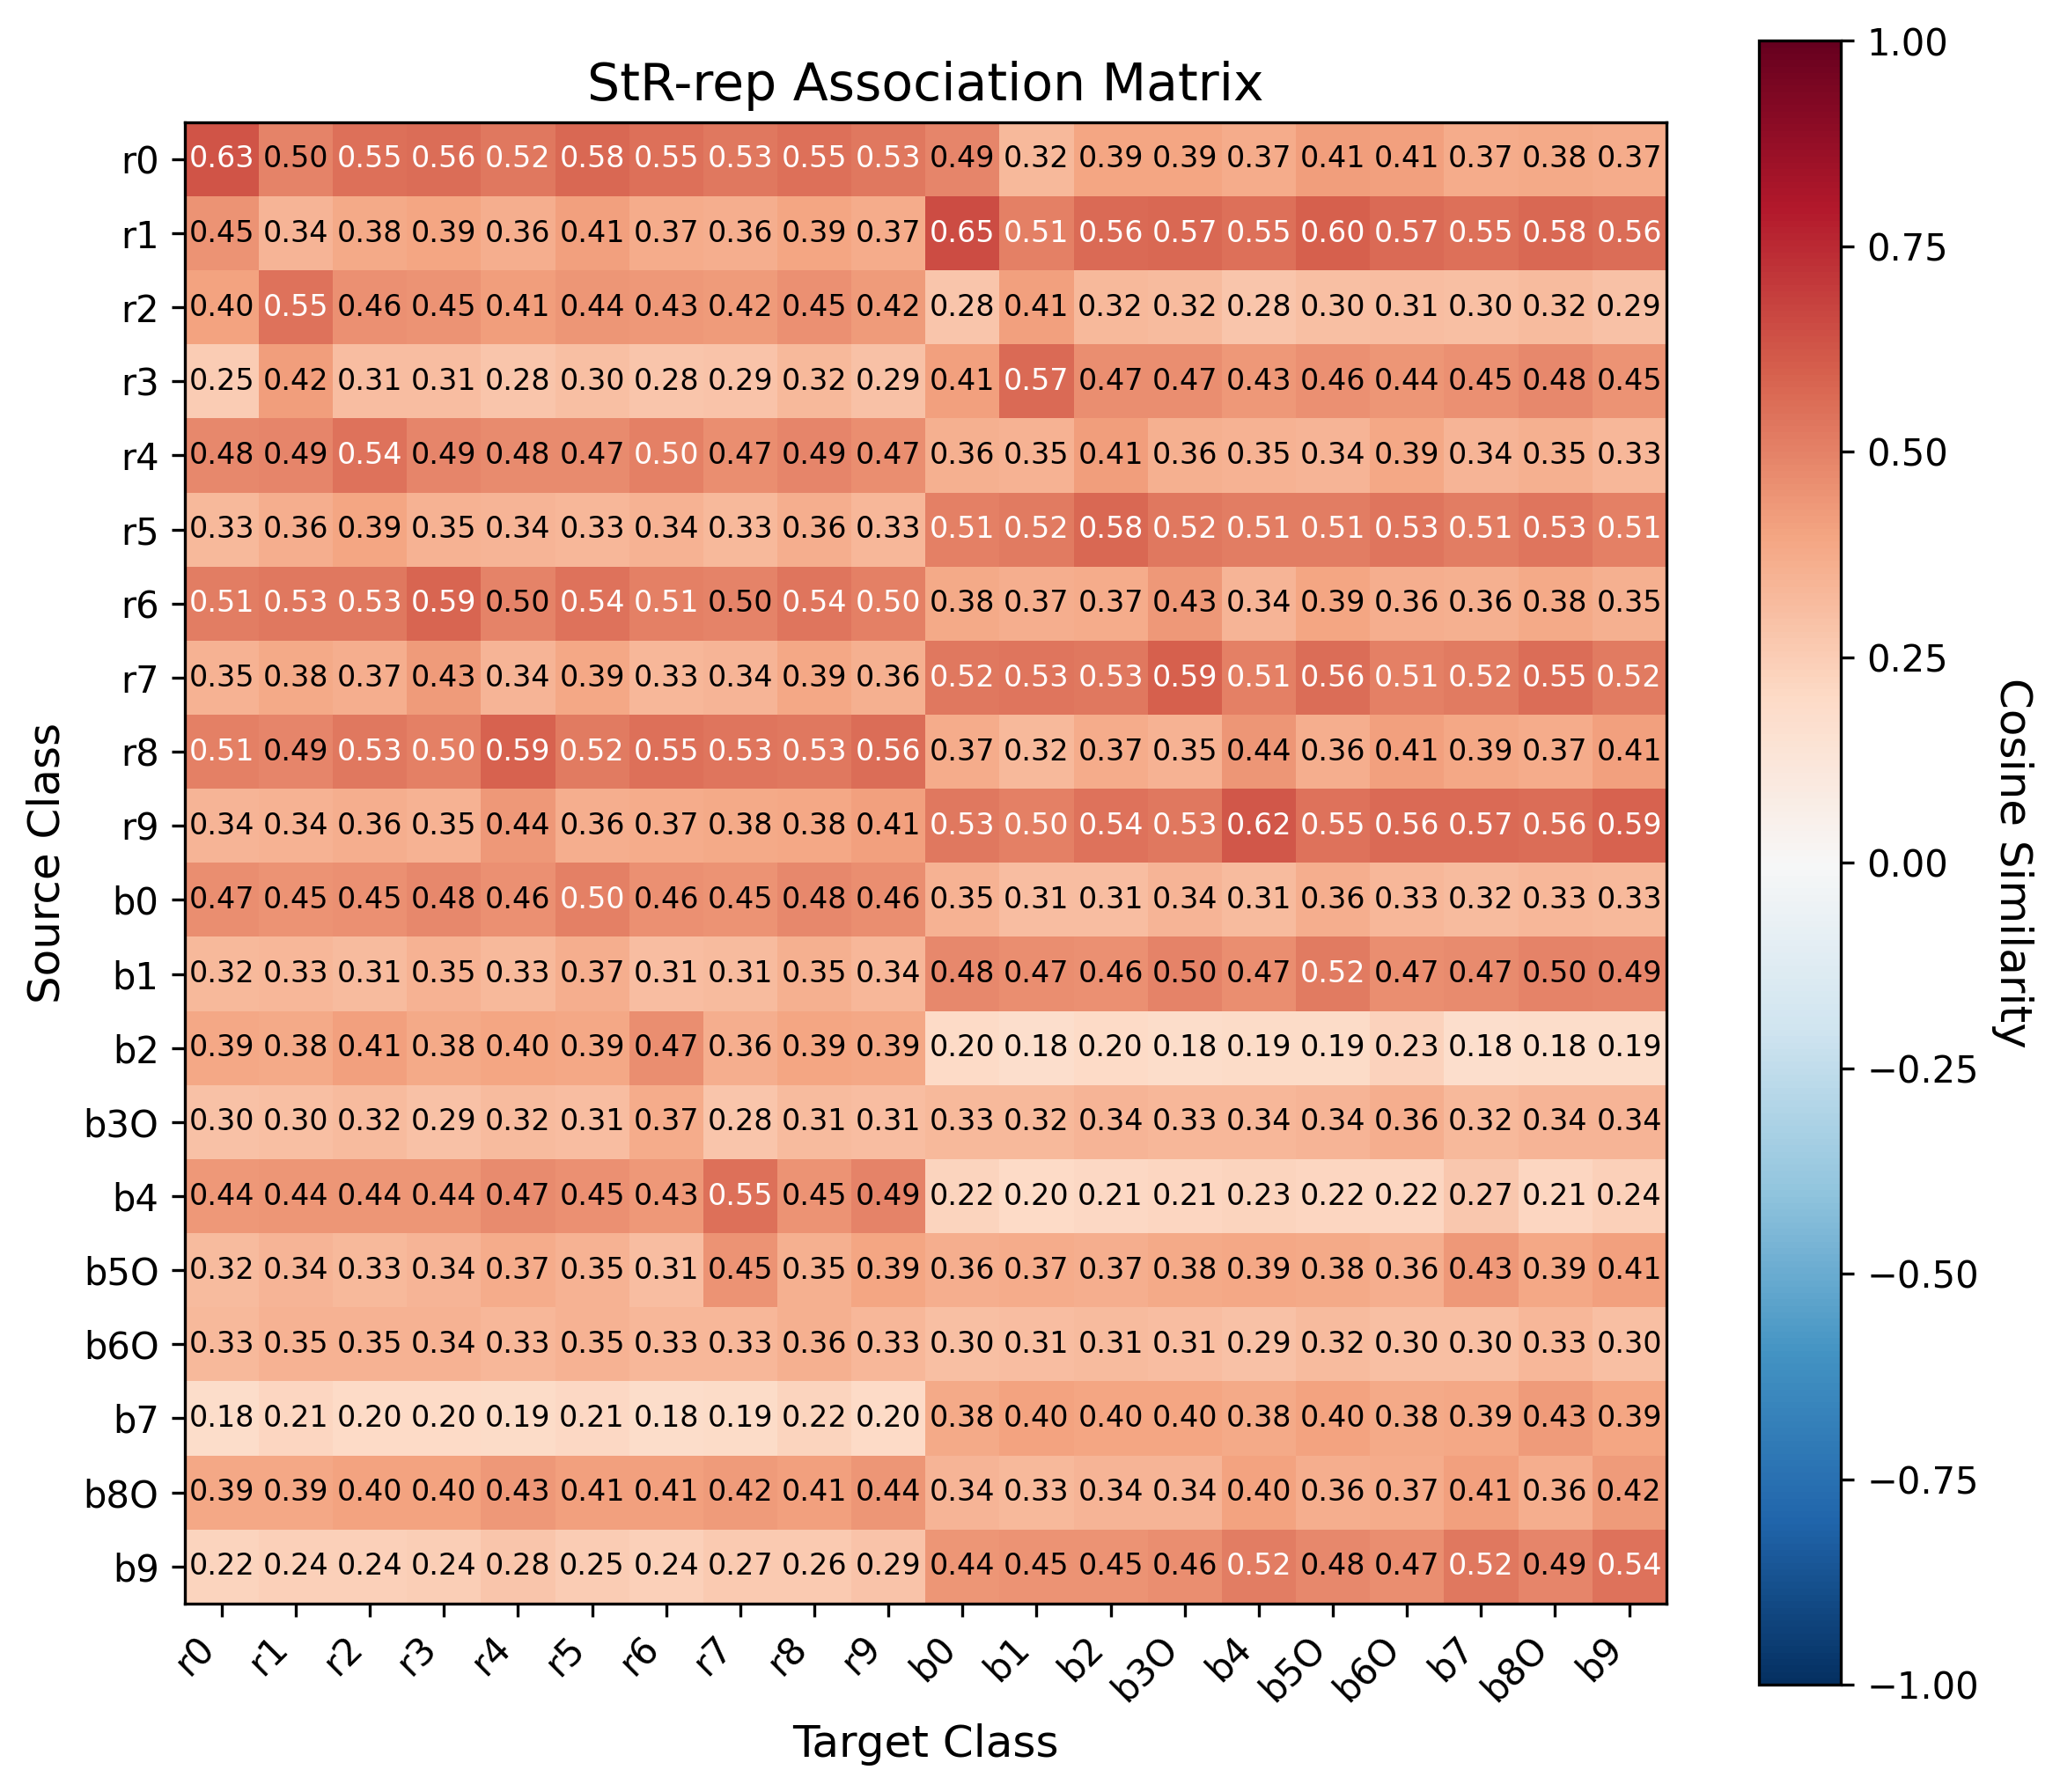 StR-rep Association Matrix
r0 0.63 0.50 0.55 0.56 0.52 0.58 0.55 0.53 0.55 0.53 0.49 0.32 0.39 0.39 0.37 0.41 0.41 0.37 0.38 0.37
r1 0.45 0.34 0.38 0.39 0.36 0.41 0.37 0.36 0.39 0.37 0.65 0.51 0.56 0.57 0.55 0.60 0.57 0.55 0.58 0.56
r2 0.40 0.55 0.46 0.45 0.41 0.44 0.43 0.42 0.45 0.42 0.28 0.41 0.32 0.32 0.28 0.30 0.31 0.30 0.32 0.29
r3 0.25 0.42 0.31 0.31 0.28 0.30 0.28 0.29 0.32 0.29 0.41 0.57 0.47 0.47 0.43 0.46 0.44 0.45 0.48 0.45
r4 0.48 0.49 0.54 0.49 0.48 0.47 0.50 0.47 0.49 0.47 0.36 0.35 0.41 0.36 0.35 0.34 0.39 0.34 0.35 0.33
r5 0.33 0.36 0.39 0.35 0.34 0.33 0.34 0.33 0.36 0.33 0.51 0.52 0.58 0.52 0.51 0.51 0.53 0.51 0.53 0.51
r6 0.51 0.53 0.53 0.59 0.50 0.54 0.51 0.50 0.54 0.50 0.38 0.37 0.37 0.43 0.34 0.39 0.36 0.36 0.38 0.35
r7 0.35 0.38 0.37 0.43 0.34 0.39 0.33 0.34 0.39 0.36 0.52 0.53 0.53 0.59 0.51 0.56 0.51 0.52 0.55 0.52
r8 0.51 0.49 0.53 0.50 0.59 0.52 0.55 0.53 0.53 0.56 0.37 0.32 0.37 0.35 0.44 0.36 0.41 0.39 0.37 0.41
r9 0.34 0.34 0.36 0.35 0.44 0.36 0.37 0.38 0.38 0.41 0.53 0.50 0.54 0.53 0.62 0.55 0.56 0.57 0.56 0.59
b0 0.47 0.45 0.45 0.48 0.46 0.50 0.46 0.45 0.48 0.46 0.35 0.31 0.31 0.34 0.31 0.36 0.33 0.32 0.33 0.33
b1 0.32 0.33 0.31 0.35 0.33 0.37 0.31 0.31 0.35 0.34 0.48 0.47 0.46 0.50 0.47 0.52 0.47 0.47 0.50 0.49
b2 0.39 0.38 0.41 0.38 0.40 0.39 0.47 0.36 0.39 0.39 0.20 0.18 0.20 0.18 0.19 0.19 0.23 0.18 0.18 0.19
b3O 0.30 0.30 0.32 0.29 0.32 0.31 0.37 0.28 0.31 0.31 0.33 0.32 0.34 0.33 0.34 0.34 0.36 0.32 0.34 0.34
b4 0.44 0.44 0.44 0.44 0.47 0.45 0.43 0.55 0.45 0.49 0.22 0.20 0.21 0.21 0.23 0.22 0.22 0.27 0.21 0.24
b5O 0.32 0.34 0.33 0.34 0.37 0.35 0.31 0.45 0.35 0.39 0.36 0.37 0.37 0.38 0.39 0.38 0.36 0.43 0.39 0.41
b6O 0.33 0.35 0.35 0.34 0.33 0.35 0.33 0.33 0.36 0.33 0.30 0.31 0.31 0.31 0.29 0.32 0.30 0.30 0.33 0.30
b7 0.18 0.21 0.20 0.20 0.19 0.21 0.18 0.19 0.22 0.20 0.38 0.40 0.40 0.40 0.38 0.40 0.38 0.39 0.43 0.39
b8O 0.39 0.39 0.40 0.40 0.43 0.41 0.41 0.42 0.41 0.44 0.34 0.33 0.34 0.34 0.40 0.36 0.37 0.41 0.36 0.42
b9 0.22 0.24 0.24 0.24 0.28 0.25 0.24 0.27 0.26 0.29 0.44 0.45 0.45 0.46 0.52 0.48 0.47 0.52 0.49 0.54
r0 r1 r2 r3 r4 r5 r6 r7 r8 r9 b0 b1 b2 b3O b4 b5O b6O b7 b8O b9
Target Class
Source Class
1.00
0.75
0.50
0.25
0.00
−0.25
−0.50
−0.75
−1.00
Cosine Similarity